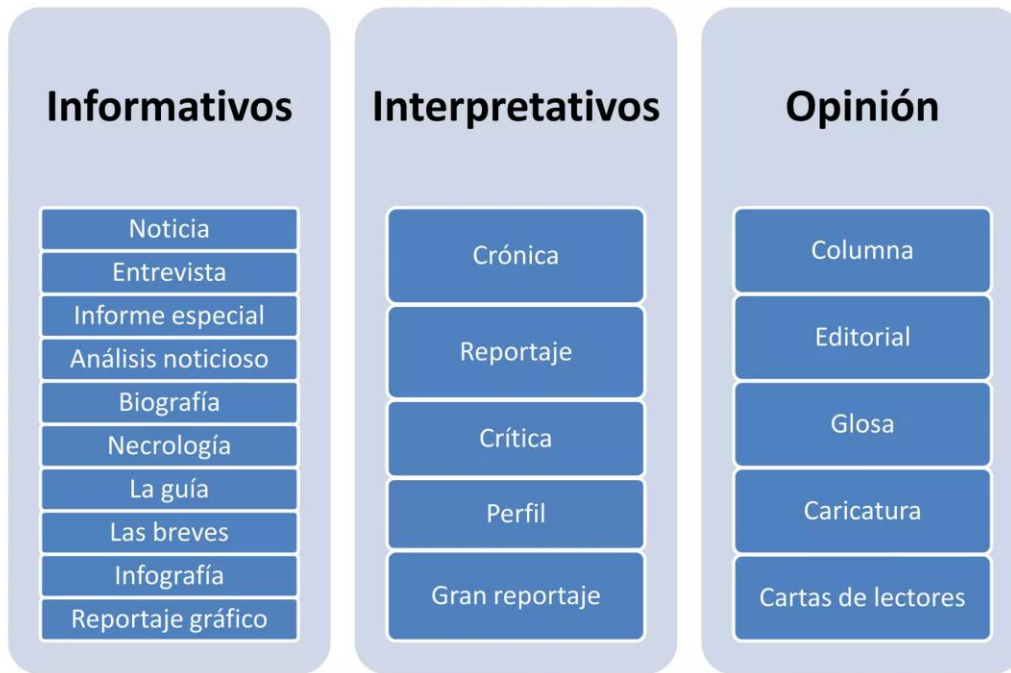 Informativos
Noticia
Entrevista
Informe especial
Análisis noticioso
Biografía
Necrología
La guía
Las breves
Infografía
Reportaje gráfico
Interpretativos
Crónica
Reportaje
Crítica
Perfil
Gran reportaje
Opinión
Columna
Editorial
Glosa
Caricatura
Cartas de lectores